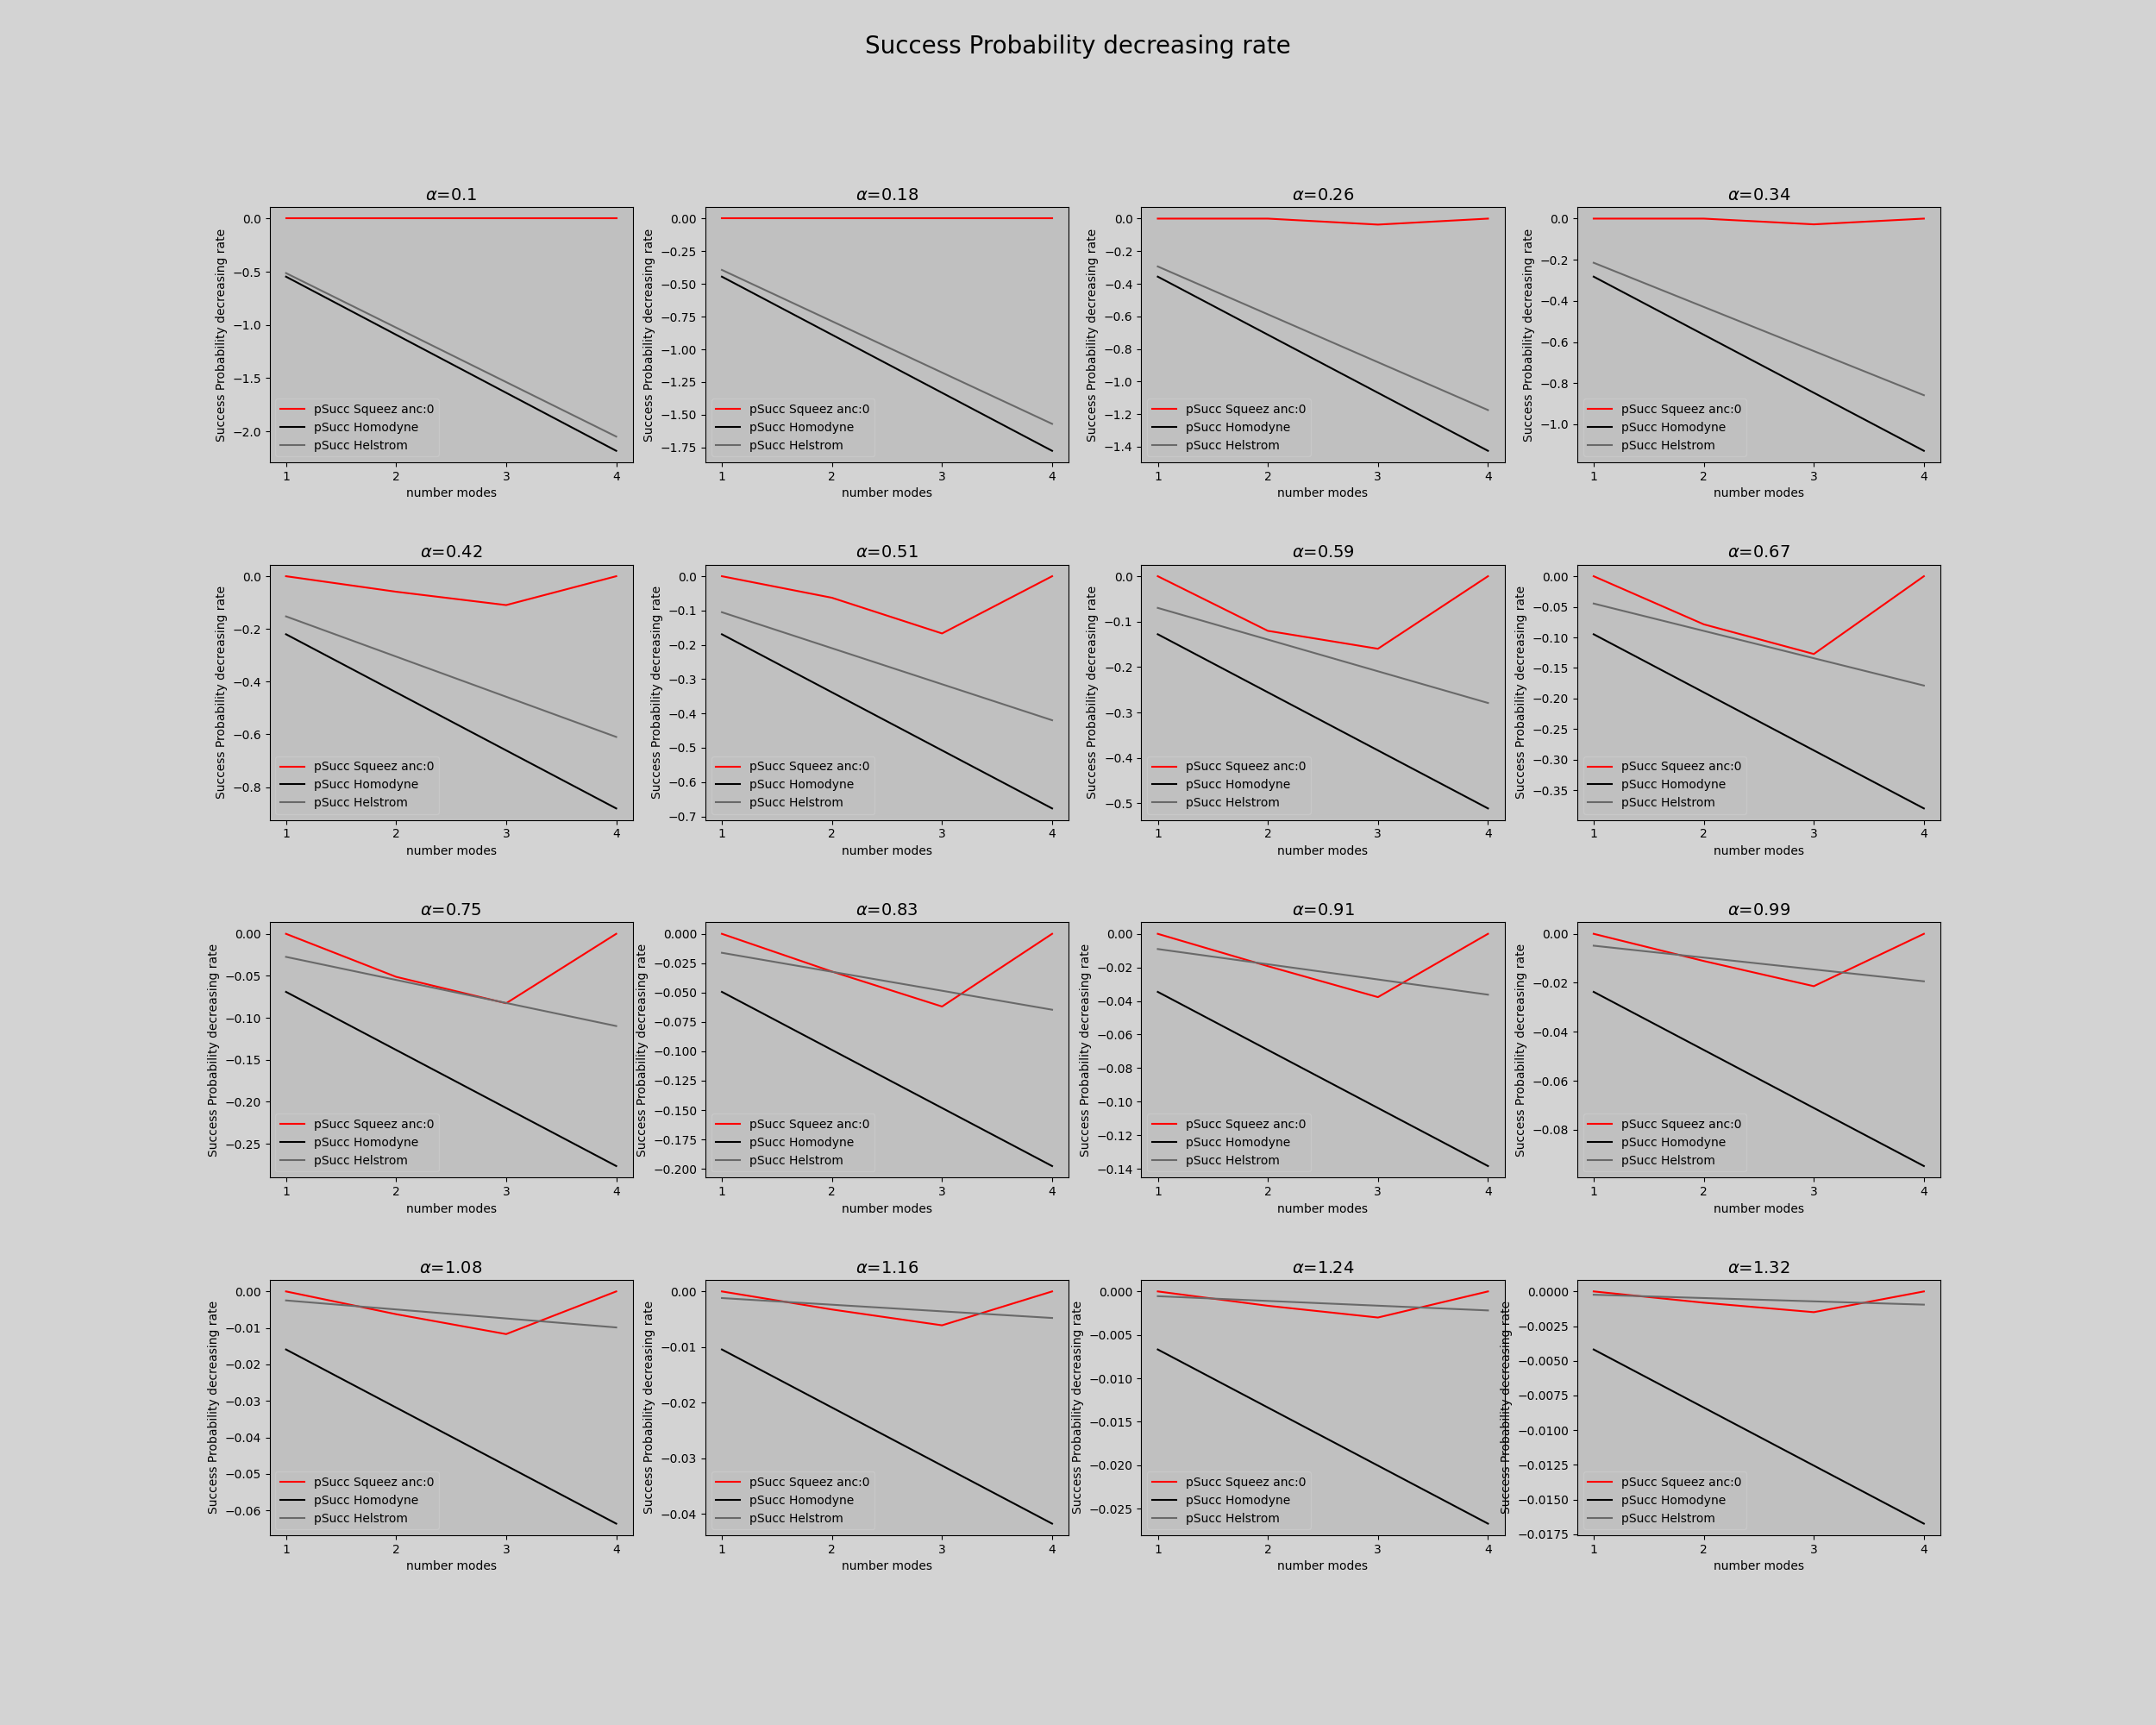 Success Probability decreasing rate
α=0.1
0.0
−0.5
−1.0
−1.5
−2.0
Success Probability decreasing rate
pSucc Squeez anc:0
pSucc Homodyne
pSucc Helstrom
1 2 3 4
number modes
α=0.18
0.00
−0.25
−0.50
−0.75
−1.00
−1.25
−1.50
−1.75
Success Probability decreasing rate
pSucc Squeez anc:0
pSucc Homodyne
pSucc Helstrom
1 2 3 4
number modes
α=0.26
0.0
−0.2
−0.4
−0.6
−0.8
−1.0
−1.2
−1.4
Success Probability decreasing rate
pSucc Squeez anc:0
pSucc Homodyne
pSucc Helstrom
1 2 3 4
number modes
α=0.34
0.0
−0.2
−0.4
−0.6
−0.8
−1.0
Success Probability decreasing rate
pSucc Squeez anc:0
pSucc Homodyne
pSucc Helstrom
1 2 3 4
number modes
α=0.42
0.0
−0.2
−0.4
−0.6
−0.8
Success Probability decreasing rate
pSucc Squeez anc:0
pSucc Homodyne
pSucc Helstrom
1 2 3 4
number modes
α=0.51
0.0
−0.1
−0.2
−0.3
−0.4
−0.5
−0.6
−0.7
Success Probability decreasing rate
pSucc Squeez anc:0
pSucc Homodyne
pSucc Helstrom
1 2 3 4
number modes
α=0.59
0.0
−0.1
−0.2
−0.3
−0.4
−0.5
Success Probability decreasing rate
pSucc Squeez anc:0
pSucc Homodyne
pSucc Helstrom
1 2 3 4
number modes
α=0.67
0.00
−0.05
−0.10
−0.15
−0.20
−0.25
−0.30
−0.35
Success Probability decreasing rate
pSucc Squeez anc:0
pSucc Homodyne
pSucc Helstrom
1 2 3 4
number modes
α=0.75
0.00
−0.05
−0.10
−0.15
−0.20
−0.25
Success Probability decreasing rate
pSucc Squeez anc:0
pSucc Homodyne
pSucc Helstrom
1 2 3 4
number modes
α=0.83
0.000
−0.025
−0.050
−0.075
−0.100
−0.125
−0.150
−0.175
−0.200
Success Probability decreasing rate
pSucc Squeez anc:0
pSucc Homodyne
pSucc Helstrom
1 2 3 4
number modes
α=0.91
0.00
−0.02
−0.04
−0.06
−0.08
−0.10
−0.12
−0.14
Success Probability decreasing rate
pSucc Squeez anc:0
pSucc Homodyne
pSucc Helstrom
1 2 3 4
number modes
α=0.99
0.00
−0.02
−0.04
−0.06
−0.08
Success Probability decreasing rate
pSucc Squeez anc:0
pSucc Homodyne
pSucc Helstrom
1 2 3 4
number modes
α=1.08
0.00
−0.01
−0.02
−0.03
−0.04
−0.05
−0.06
Success Probability decreasing rate
pSucc Squeez anc:0
pSucc Homodyne
pSucc Helstrom
1 2 3 4
number modes
α=1.16
0.00
−0.01
−0.02
−0.03
−0.04
Success Probability decreasing rate
pSucc Squeez anc:0
pSucc Homodyne
pSucc Helstrom
1 2 3 4
number modes
α=1.24
0.000
−0.005
−0.010
−0.015
−0.020
−0.025
Success Probability decreasing rate
pSucc Squeez anc:0
pSucc Homodyne
pSucc Helstrom
1 2 3 4
number modes
α=1.32
0.0000
−0.0025
−0.0050
−0.0075
−0.0100
−0.0125
−0.0150
−0.0175
Success Probability decreasing rate
pSucc Squeez anc:0
pSucc Homodyne
pSucc Helstrom
1 2 3 4
number modes